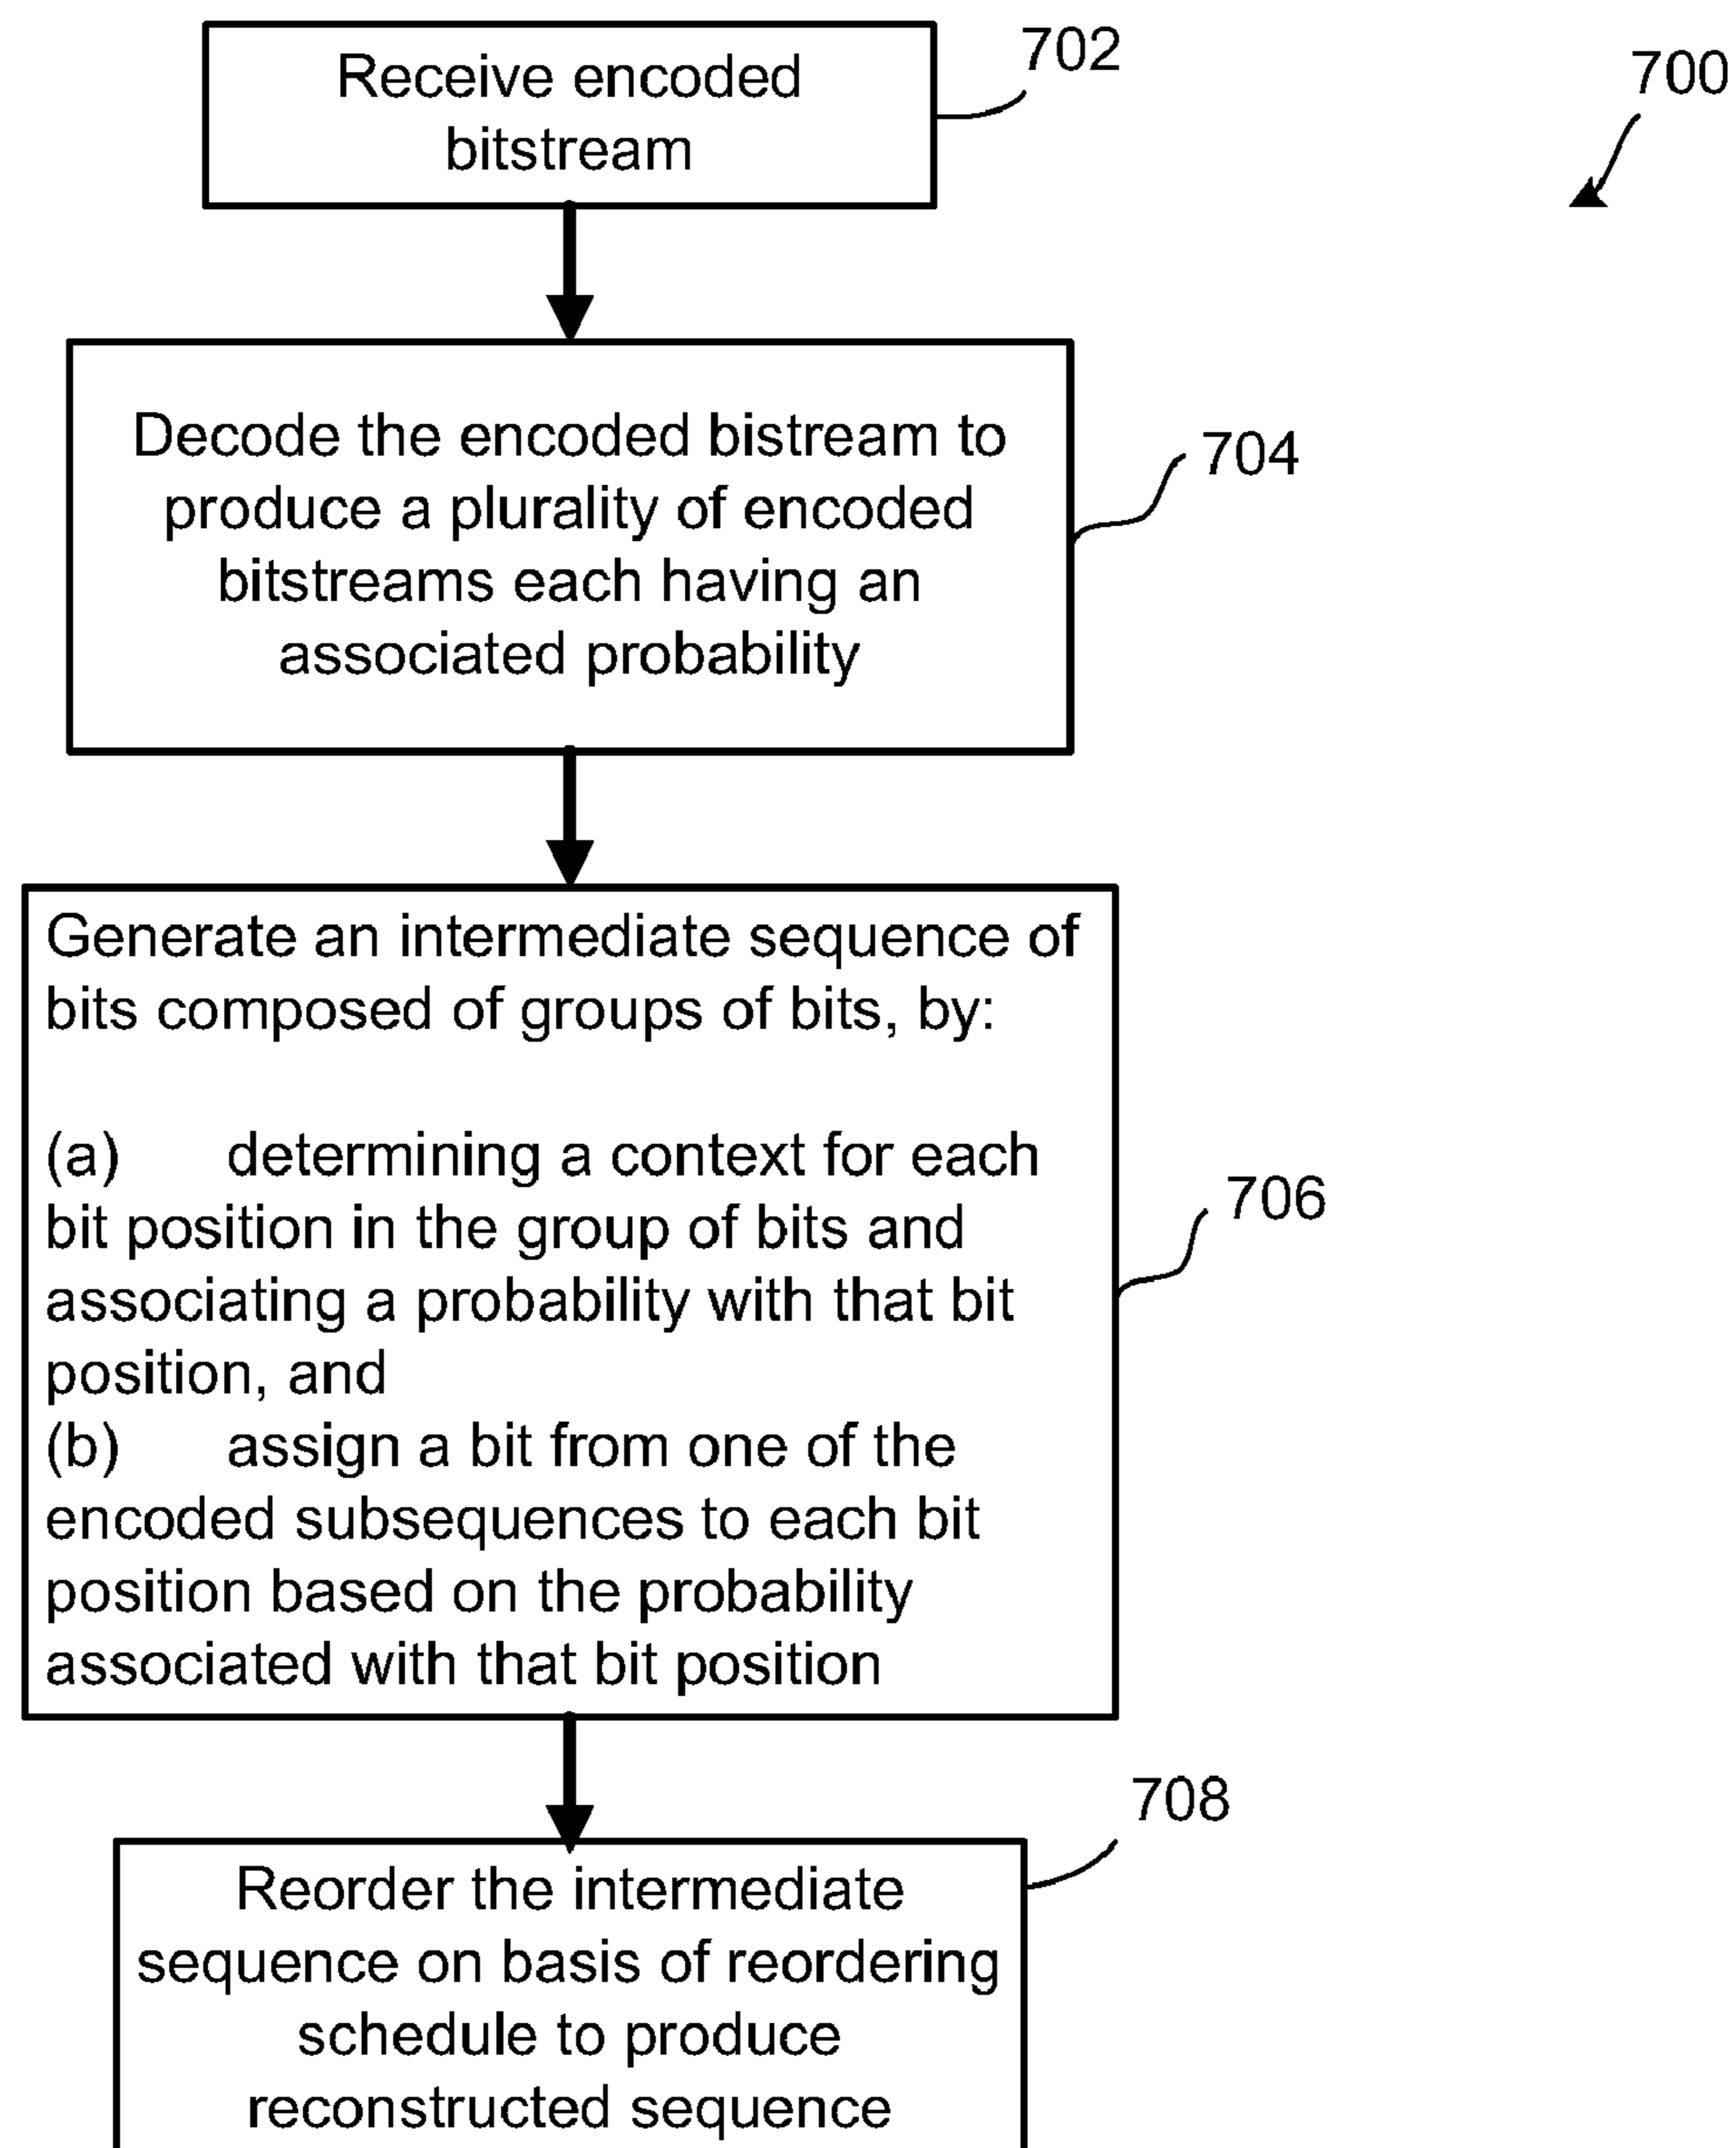 Receive encoded
bitstream
702
700
Decode the encoded bistream to
produce a plurality of encoded
bitstreams each having an
associated probability
704
Generate an intermediate sequence of
bits composed of groups of bits, by:
(a) determining a context for each
bit position in the group of bits and
associating a probability with that bit
position, and
(b) assign a bit from one of the
encoded subsequences to each bit
position based on the probability
associated with that bit position
706
708
Reorder the intermediate
sequence on basis of reordering
schedule to produce
reconstructed sequence